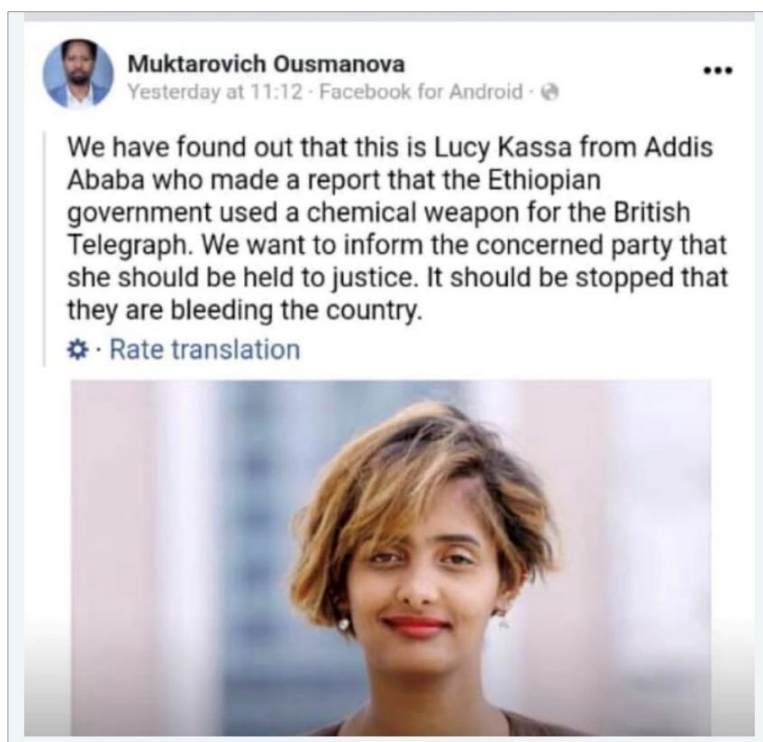 Muktarovich Ousmanova
Yesterday at 11:12 · Facebook for Android ·
We have found out that this is Lucy Kassa from Addis
Ababa who made a report that the Ethiopian
government used a chemical weapon for the British
Telegraph. We want to inform the concerned party that
she should be held to justice. It should be stopped that
they are bleeding the country.
· Rate translation